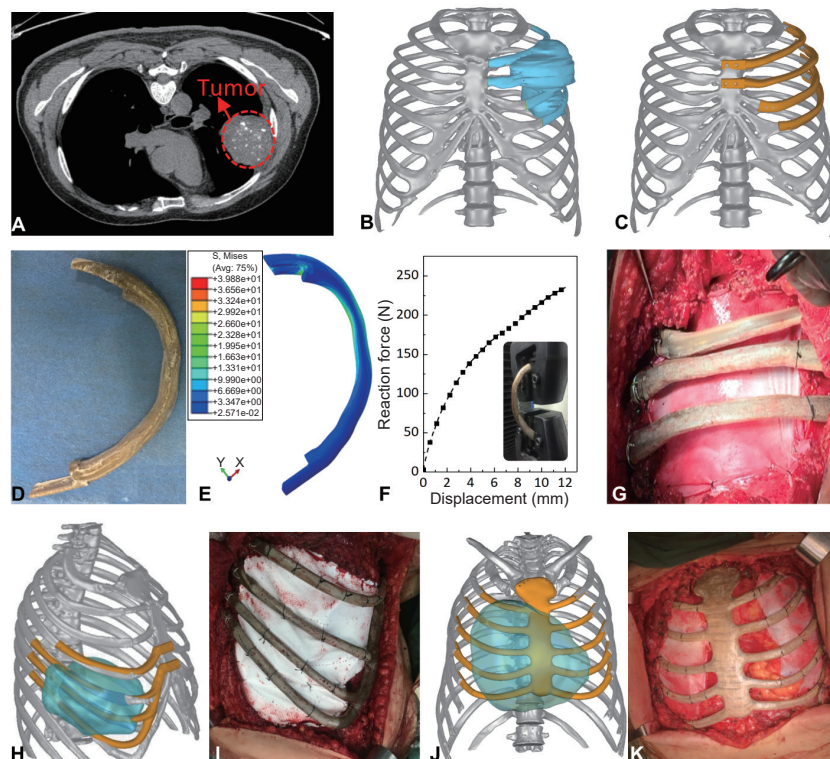 Tumor
A
B
C
S, Mises
(Avg: 75%)
+3.988e+01
+3.656e+01
+3.324e+01
+2.992e+01
+2.660e+01
+2.328e+01
+1.995e+01
+1.663e+01
+1.331e+01
+9.990e+00
+6.669e+00
+3.347e+00
+2.571e-02
Y X
D
E
Reaction force (N)
250
200
150
100
50
0
0 2 4 6 8 10 12
Displacement (mm)
F
G
H
I
J
K